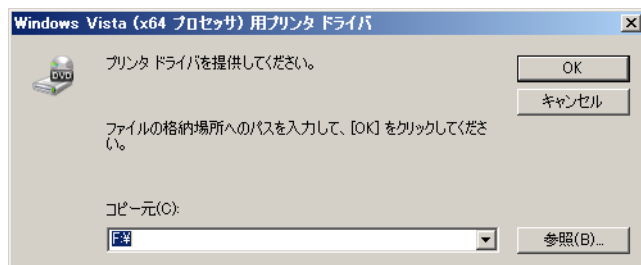 Windows Vista (x64 プロセッサ) 用プリンタ ドライバ
プリンタ ドライバを提供してください。
OK
キャンセル
DVD
ファイルの格納場所へのパスを入力して、[OK] をクリックしてくださ
い。
コピー元(C):
F:¥
参照(B)...